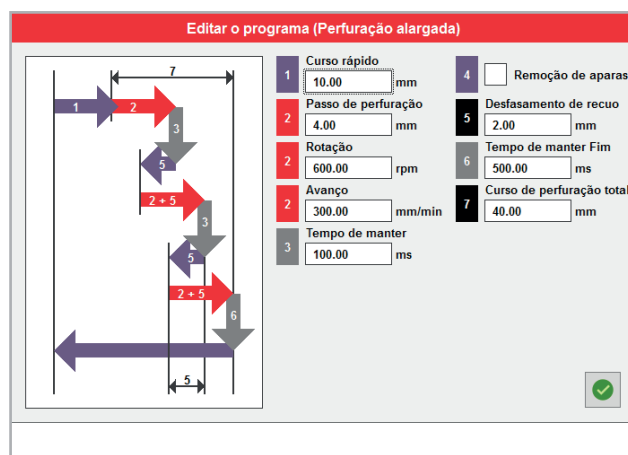 Editar o programa (Perfuração alargada)
7
1
2
3
5
2 + 5
3
5
2 + 5
6
5
1
Curso rápido
10.00 mm
2
Passo de perfuração
4.00 mm
2
Rotação
600.00 rpm
2
Avanço
300.00 mm/min
3
Tempo de manter
100.00 ms
4
Remoção de aparas
5
Desfasamento de recuo
2.00 mm
6
Tempo de manter Fim
500.00 ms
7
Curso de perfuração total
40.00 mm